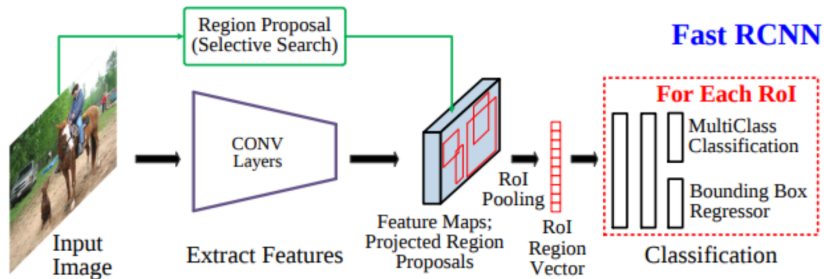 Region Proposal
(Selective Search)
Fast RCNN
For Each RoI
CONV
Layers
MultiClass
Classification
RoI
Pooling
Bounding Box
Regressor
Input
Image
Extract Features
Feature Maps;
Projected Region
Proposals
RoI
Region
Vector
Classification